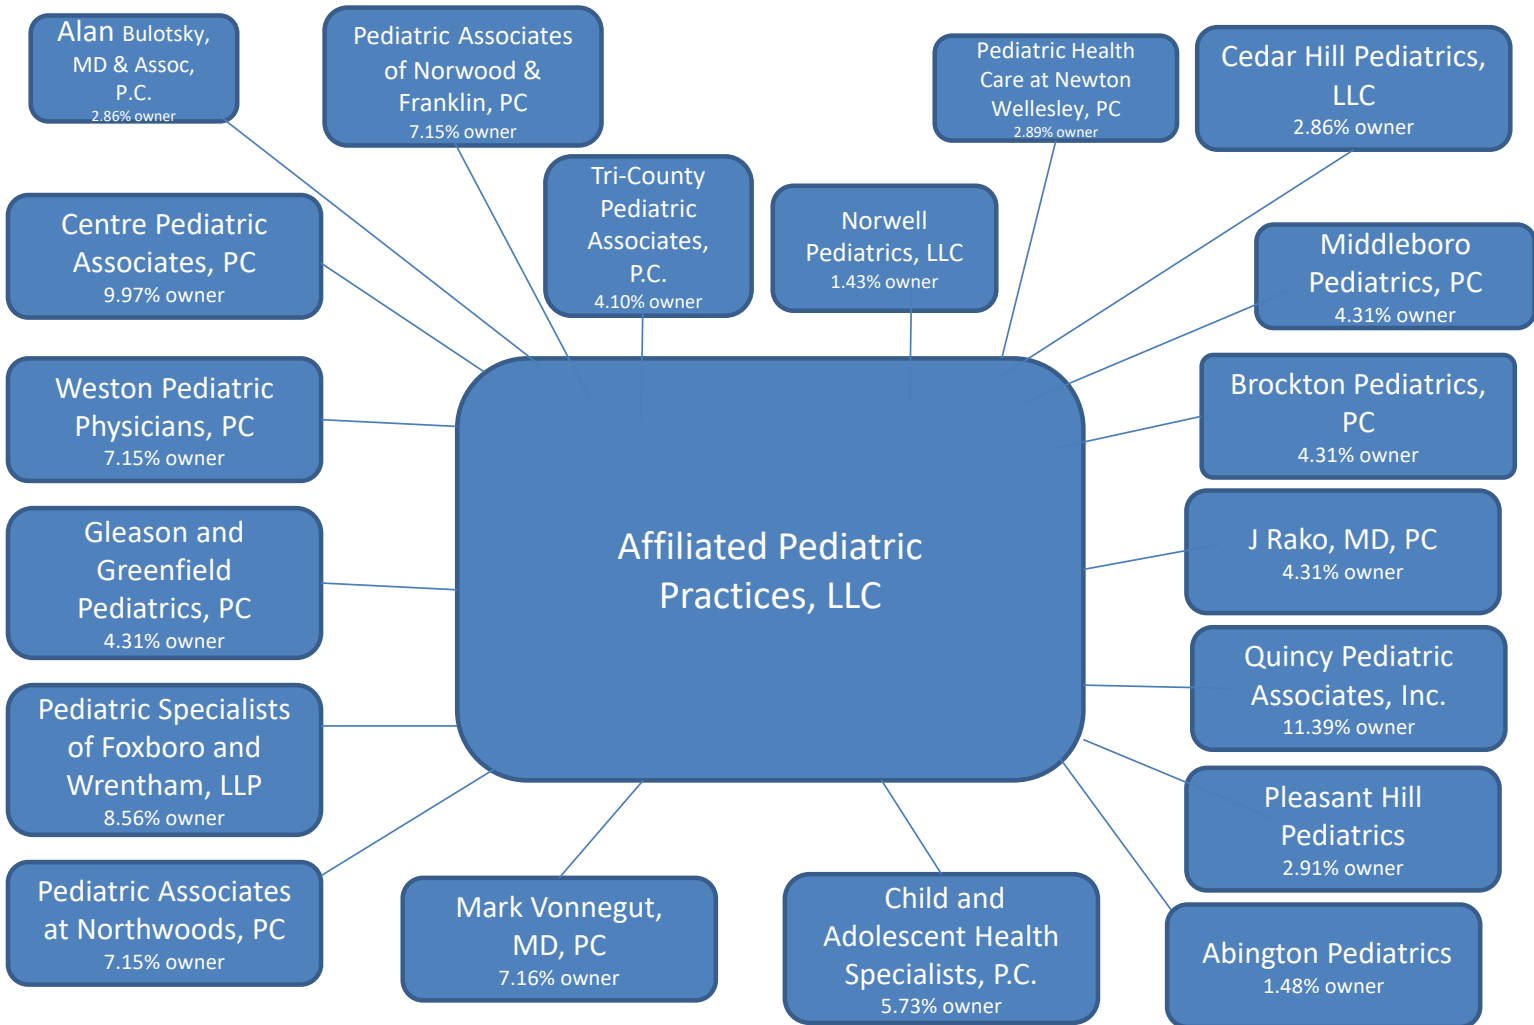 Alan Bulotsky,
MD & Assoc,
P.C.
2.86% owner
Pediatric Associates
of Norwood &
Franklin, PC
7.15% owner
Pediatric Health
Care at Newton
Wellesley, PC
2.89% owner
Cedar Hill Pediatrics,
LLC
2.86% owner
Tri-County
Pediatric
Associates,
P.C.
4.10% owner
Norwell
Pediatrics, LLC
1.43% owner
Centre Pediatric
Associates, PC
9.97% owner
Middleboro
Pediatrics, PC
4.31% owner
Weston Pediatric
Physicians, PC
7.15% owner
Brockton Pediatrics,
PC
4.31% owner
Gleason and
Greenfield
Pediatrics, PC
4.31% owner
Affiliated Pediatric
Practices, LLC
J Rako, MD, PC
4.31% owner
Quincy Pediatric
Associates, Inc.
11.39% owner
Pediatric Specialists
of Foxboro and
Wrentham, LLP
8.56% owner
Pleasant Hill
Pediatrics
2.91% owner
Pediatric Associates
at Northwoods, PC
7.15% owner
Mark Vonnegut,
MD, PC
7.16% owner
Child and
Adolescent Health
Specialists, P.C.
5.73% owner
Abington Pediatrics
1.48% owner